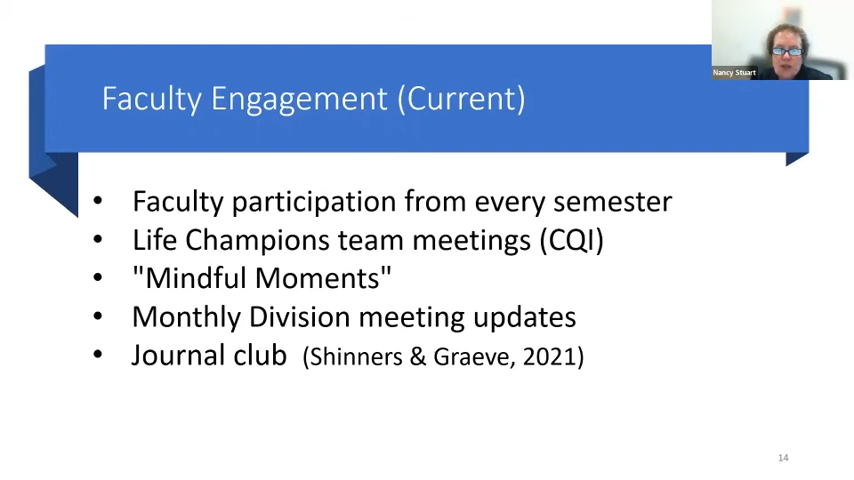 Nancy Stuart
Faculty Engagement (Current)
• Faculty participation from every semester
• Life Champions team meetings (CQI)
• "Mindful Moments"
• Monthly Division meeting updates
• Journal club (Shinners & Graeve, 2021)
14